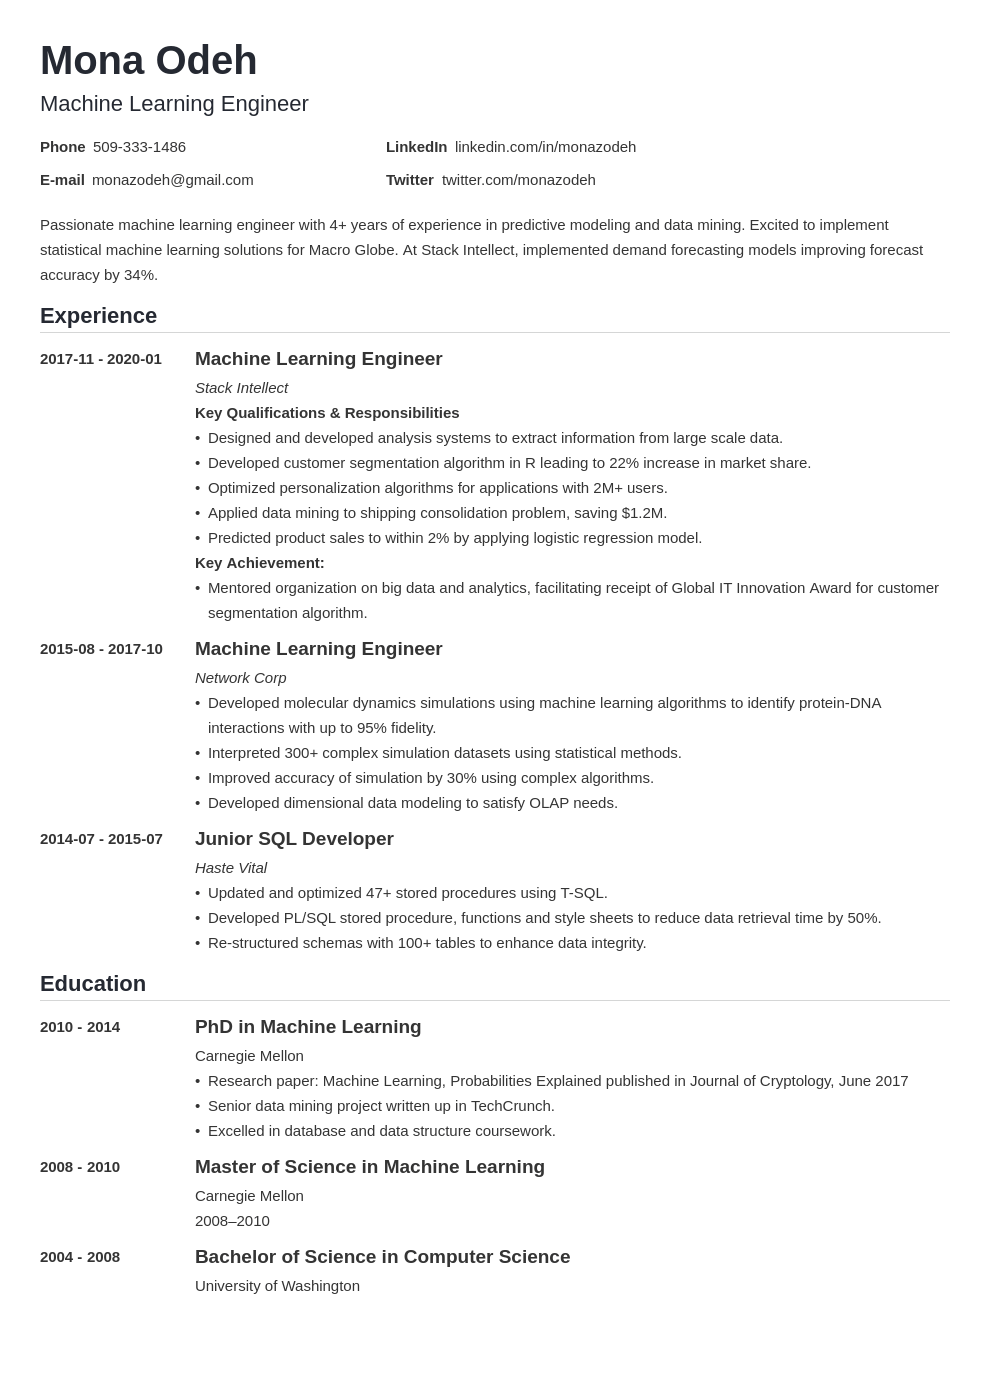 Mona Odeh
Machine Learning Engineer
Phone 509-333-1486 LinkedIn linkedin.com/in/monazodeh
E-mail monazodeh@gmail.com Twitter twitter.com/monazodeh
Passionate machine learning engineer with 4+ years of experience in predictive modeling and data mining. Excited to implement
statistical machine learning solutions for Macro Globe. At Stack Intellect, implemented demand forecasting models improving forecast
accuracy by 34%.
Experience
2017-11 - 2020-01 Machine Learning Engineer
Stack Intellect
Key Qualifications & Responsibilities
• Designed and developed analysis systems to extract information from large scale data.
• Developed customer segmentation algorithm in R leading to 22% increase in market share.
• Optimized personalization algorithms for applications with 2M+ users.
• Applied data mining to shipping consolidation problem, saving $1.2M.
• Predicted product sales to within 2% by applying logistic regression model.
Key Achievement:
• Mentored organization on big data and analytics, facilitating receipt of Global IT Innovation Award for customer
segmentation algorithm.
2015-08 - 2017-10 Machine Learning Engineer
Network Corp
• Developed molecular dynamics simulations using machine learning algorithms to identify protein-DNA
interactions with up to 95% fidelity.
• Interpreted 300+ complex simulation datasets using statistical methods.
• Improved accuracy of simulation by 30% using complex algorithms.
• Developed dimensional data modeling to satisfy OLAP needs.
2014-07 - 2015-07 Junior SQL Developer
Haste Vital
• Updated and optimized 47+ stored procedures using T-SQL.
• Developed PL/SQL stored procedure, functions and style sheets to reduce data retrieval time by 50%.
• Re-structured schemas with 100+ tables to enhance data integrity.
Education
2010 - 2014 PhD in Machine Learning
Carnegie Mellon
• Research paper: Machine Learning, Probabilities Explained published in Journal of Cryptology, June 2017
• Senior data mining project written up in TechCrunch.
• Excelled in database and data structure coursework.
2008 - 2010 Master of Science in Machine Learning
Carnegie Mellon
2008–2010
2004 - 2008 Bachelor of Science in Computer Science
University of Washington